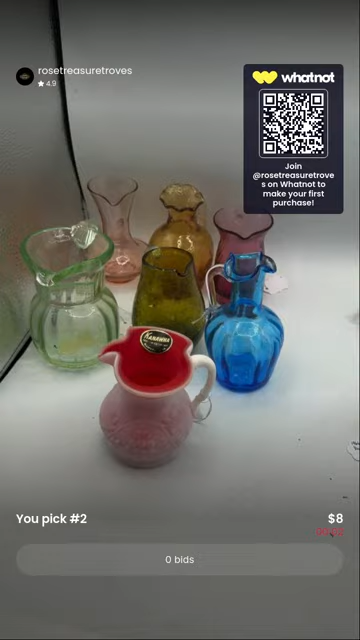 rosetreasuretroves
4.9
whatnot
Join
@rosetreasuretrove
s on Whatnot to
make your first
purchase!
KANAWHA
You pick #2
$8
0 bids